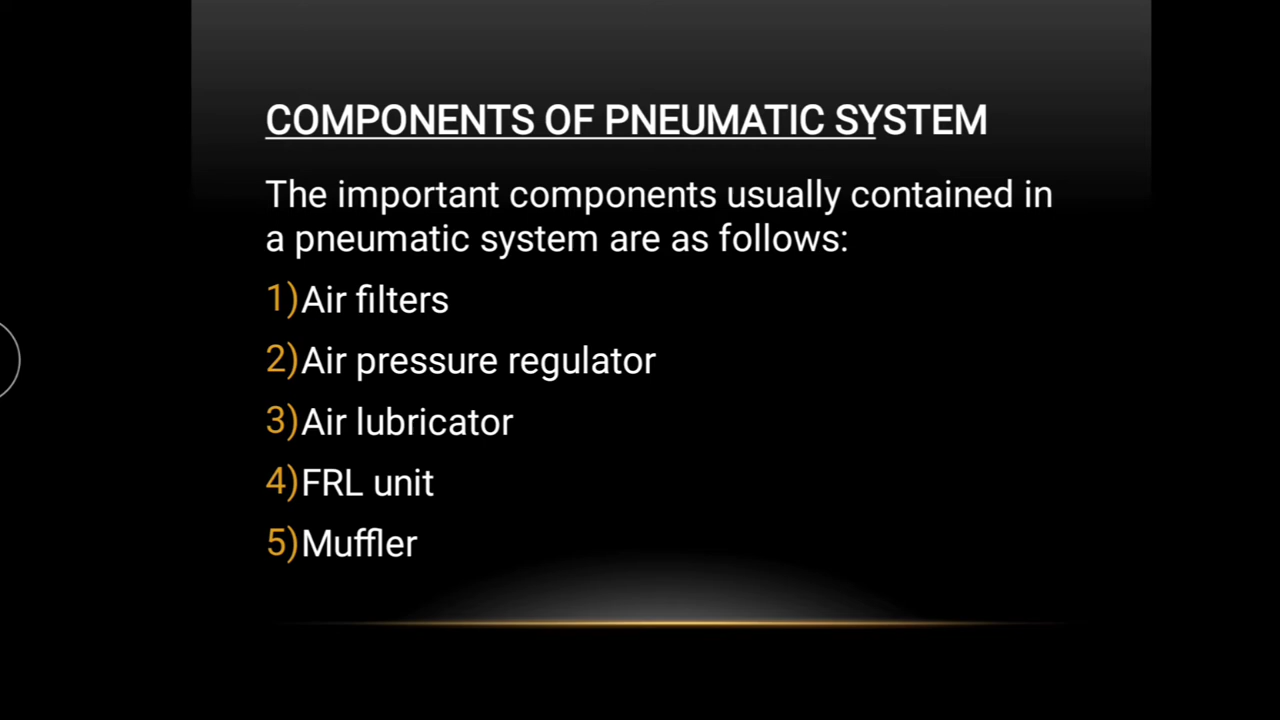 COMPONENTS OF PNEUMATIC SYSTEM
The important components usually contained in
a pneumatic system are as follows:
1)Air filters
2)Air pressure regulator
3)Air lubricator
4)FRL unit
5)Muffler